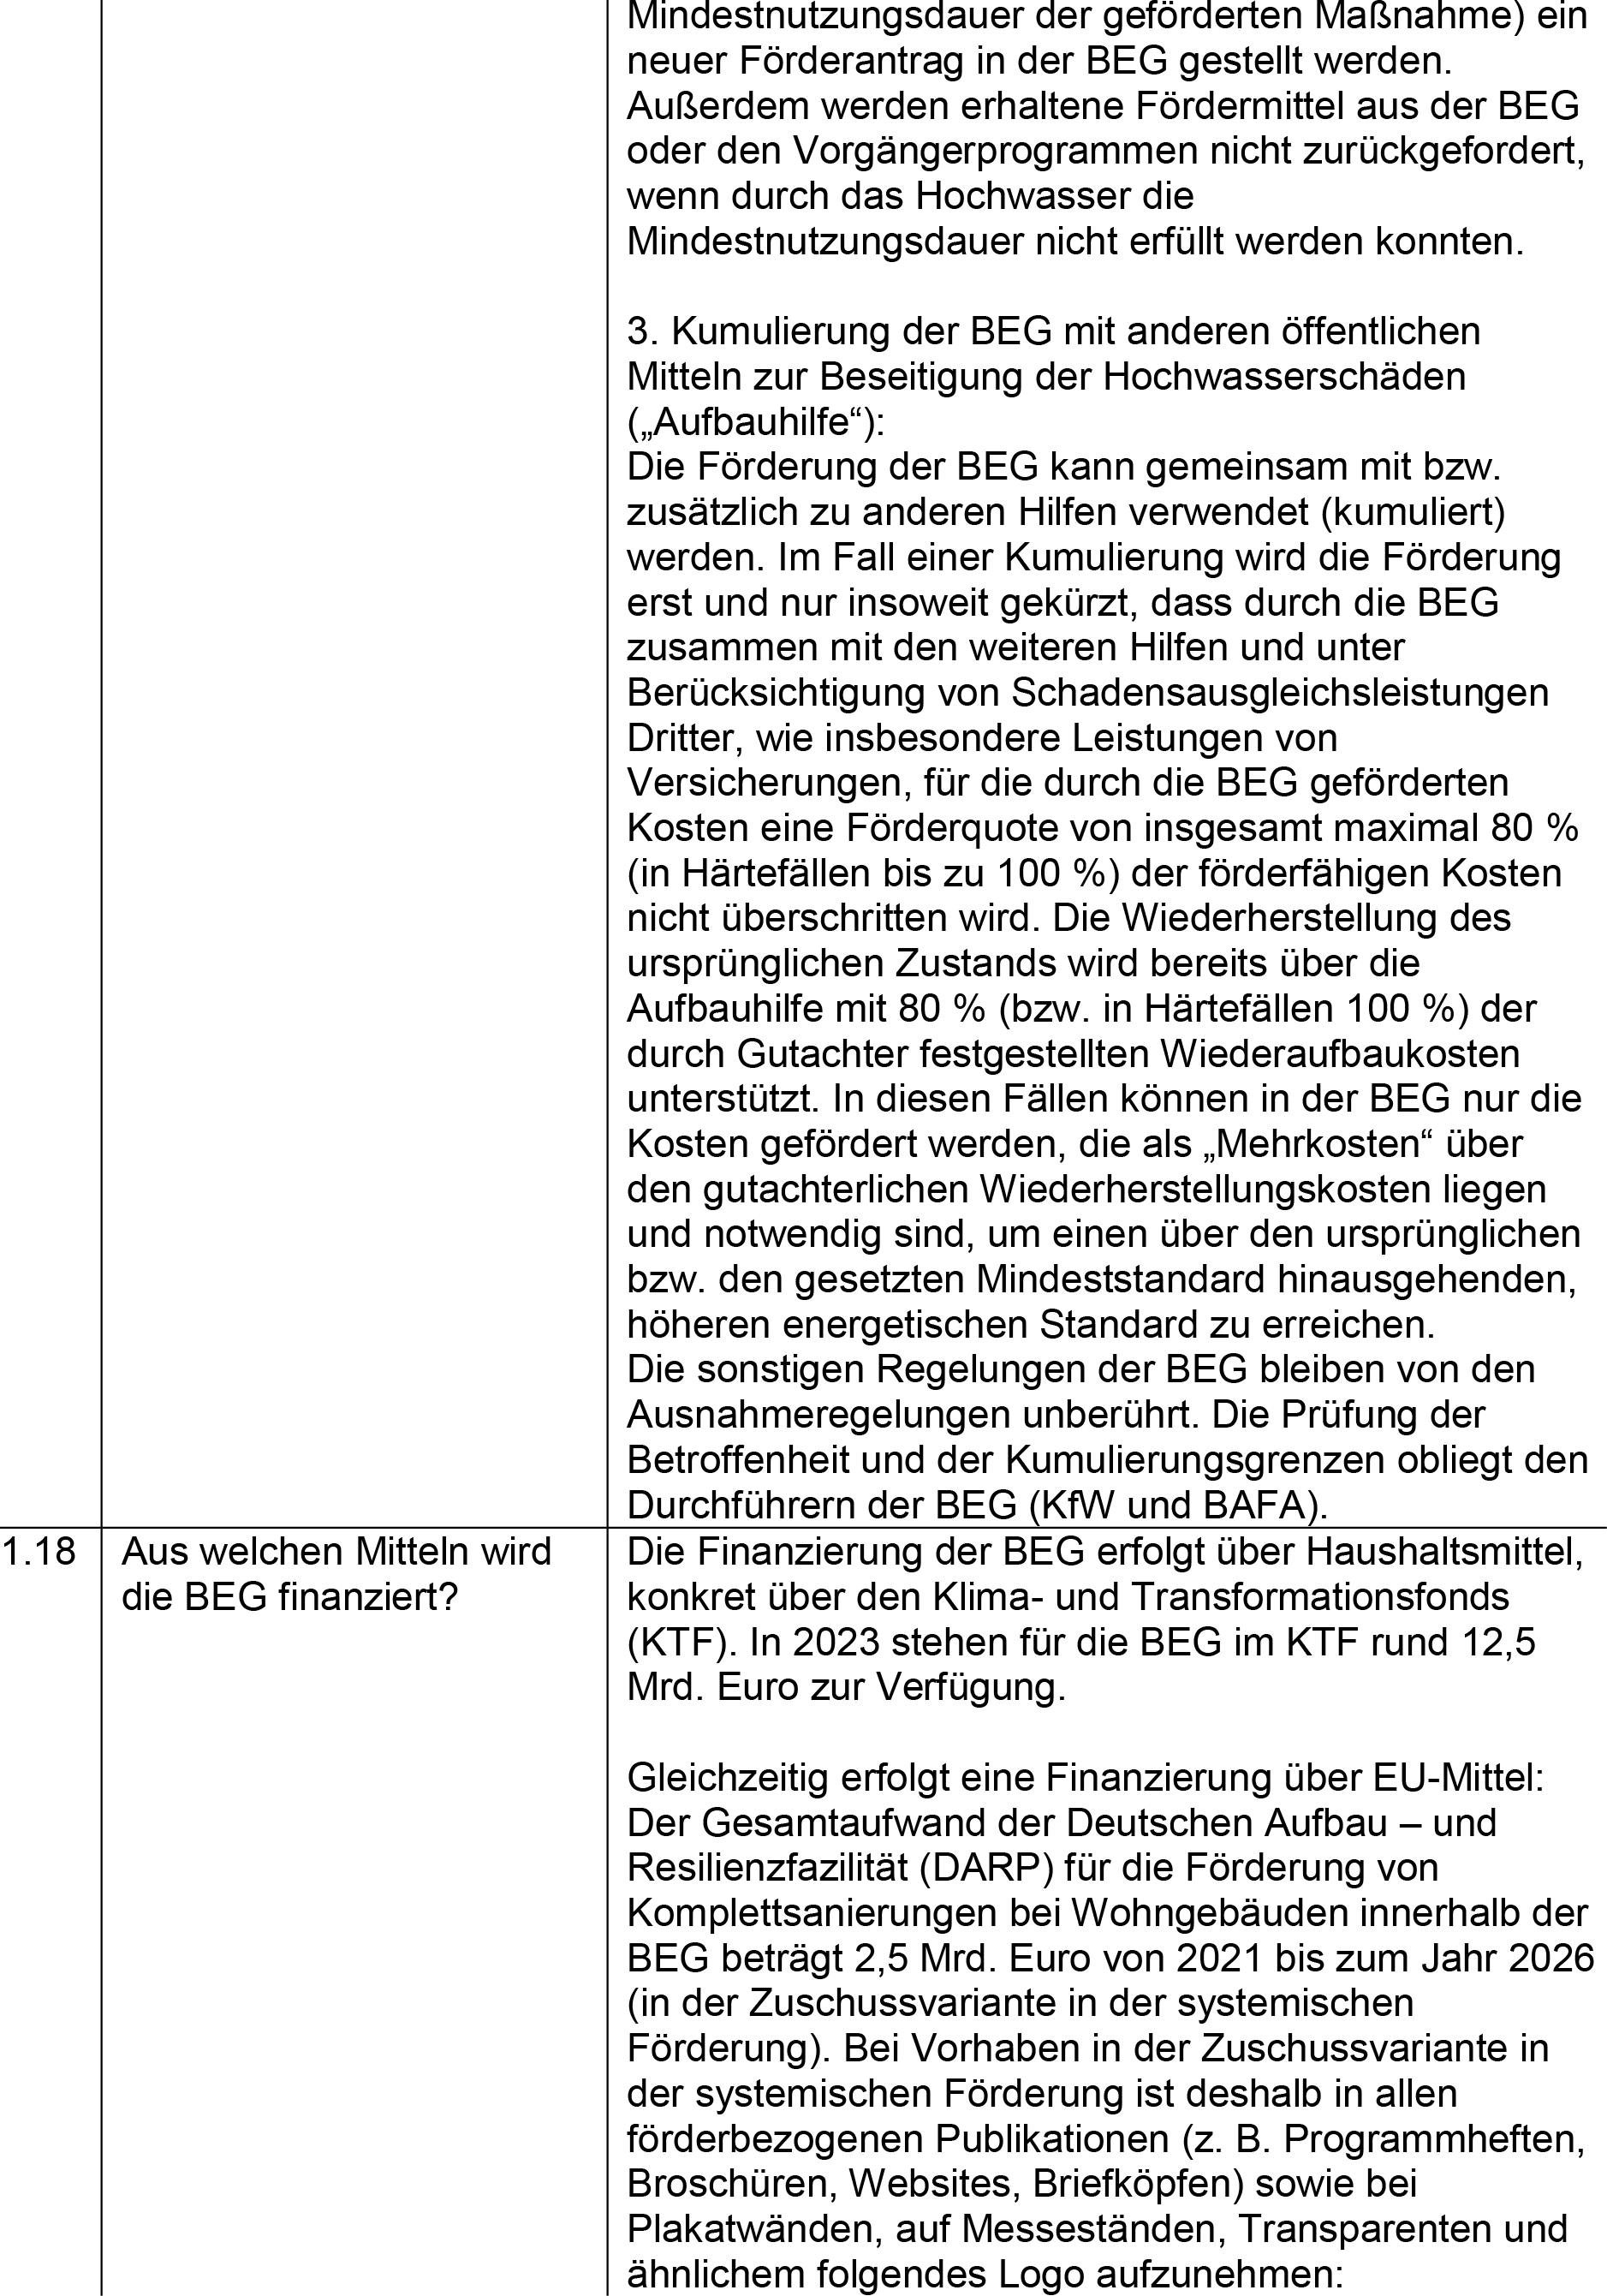 Mindestnutzungsdauer der geförderten Maßnahme) ein
neuer Förderantrag in der BEG gestellt werden.
Außerdem werden erhaltene Fördermittel aus der BEG
oder den Vorgängerprogrammen nicht zurückgefordert,
wenn durch das Hochwasser die
Mindestnutzungsdauer nicht erfüllt werden konnten.
3. Kumulierung der BEG mit anderen öffentlichen
Mitteln zur Beseitigung der Hochwasserschäden
(„Aufbauhilfe“):
Die Förderung der BEG kann gemeinsam mit bzw.
zusätzlich zu anderen Hilfen verwendet (kumuliert)
werden. Im Fall einer Kumulierung wird die Förderung
erst und nur insoweit gekürzt, dass durch die BEG
zusammen mit den weiteren Hilfen und unter
Berücksichtigung von Schadensausgleichsleistungen
Dritter, wie insbesondere Leistungen von
Versicherungen, für die durch die BEG geförderten
Kosten eine Förderquote von insgesamt maximal 80 %
(in Härtefällen bis zu 100 %) der förderfähigen Kosten
nicht überschritten wird. Die Wiederherstellung des
ursprünglichen Zustands wird bereits über die
Aufbauhilfe mit 80 % (bzw. in Härtefällen 100 %) der
durch Gutachter festgestellten Wiederaufbaukosten
unterstützt. In diesen Fällen können in der BEG nur die
Kosten gefördert werden, die als „Mehrkosten“ über
den gutachterlichen Wiederherstellungskosten liegen
und notwendig sind, um einen über den ursprünglichen
bzw. den gesetzten Mindeststandard hinausgehenden,
höheren energetischen Standard zu erreichen.
Die sonstigen Regelungen der BEG bleiben von den
Ausnahmeregelungen unberührt. Die Prüfung der
Betroffenheit und der Kumulierungsgrenzen obliegt den
Durchführern der BEG (KfW und BAFA).
1.18
Aus welchen Mitteln wird
die BEG finanziert?
Die Finanzierung der BEG erfolgt über Haushaltsmittel,
konkret über den Klima- und Transformationsfonds
(KTF). In 2023 stehen für die BEG im KTF rund 12,5
Mrd. Euro zur Verfügung.
Gleichzeitig erfolgt eine Finanzierung über EU-Mittel:
Der Gesamtaufwand der Deutschen Aufbau – und
Resilienzfazilität (DARP) für die Förderung von
Komplettsanierungen bei Wohngebäuden innerhalb der
BEG beträgt 2,5 Mrd. Euro von 2021 bis zum Jahr 2026
(in der Zuschussvariante in der systemischen
Förderung). Bei Vorhaben in der Zuschussvariante in
der systemischen Förderung ist deshalb in allen
förderbezogenen Publikationen (z. B. Programmheften,
Broschüren, Websites, Briefköpfen) sowie bei
Plakatwänden, auf Messeständen, Transparenten und
ähnlichem folgendes Logo aufzunehmen: